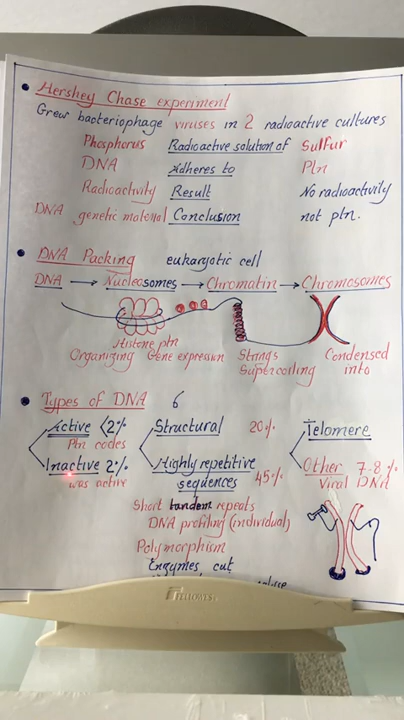 Hershey Chase experiment
Grew bacteriophage viruses in 2 radioactive cultures
Phosphorus Radioactive solution of Sulfur
DNA Adheres to Ptn
Radioactivity Result No radioactivity
DNA genetic material Conclusion not ptn.
DNA Packing eukaryotic cell
DNA → Nucleosomes → Chromatin → Chromosomes
Histone ptn Strings Condensed
Organizing Gene expression Supercoiling into
Types of DNA 6
Active <2% Structural 20% Telomere
Ptn codes
Inactive 2% Highly repetitive Other 7-8%
was active sequences 45% Viral DNA
Short tandem repeats
DNA profiling (individual)
Polymorphism
Enzymes cut
FELLOWES